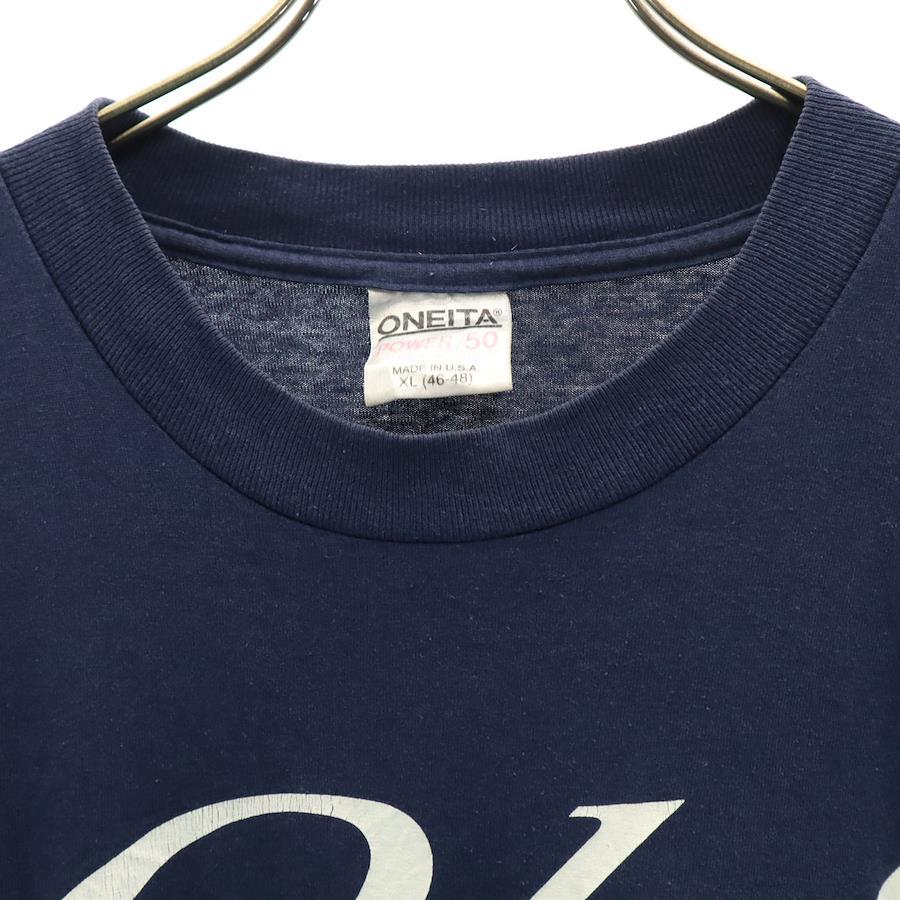 ONEITA®
POWER/50
MADE IN U.S.A.
XL (46-48)